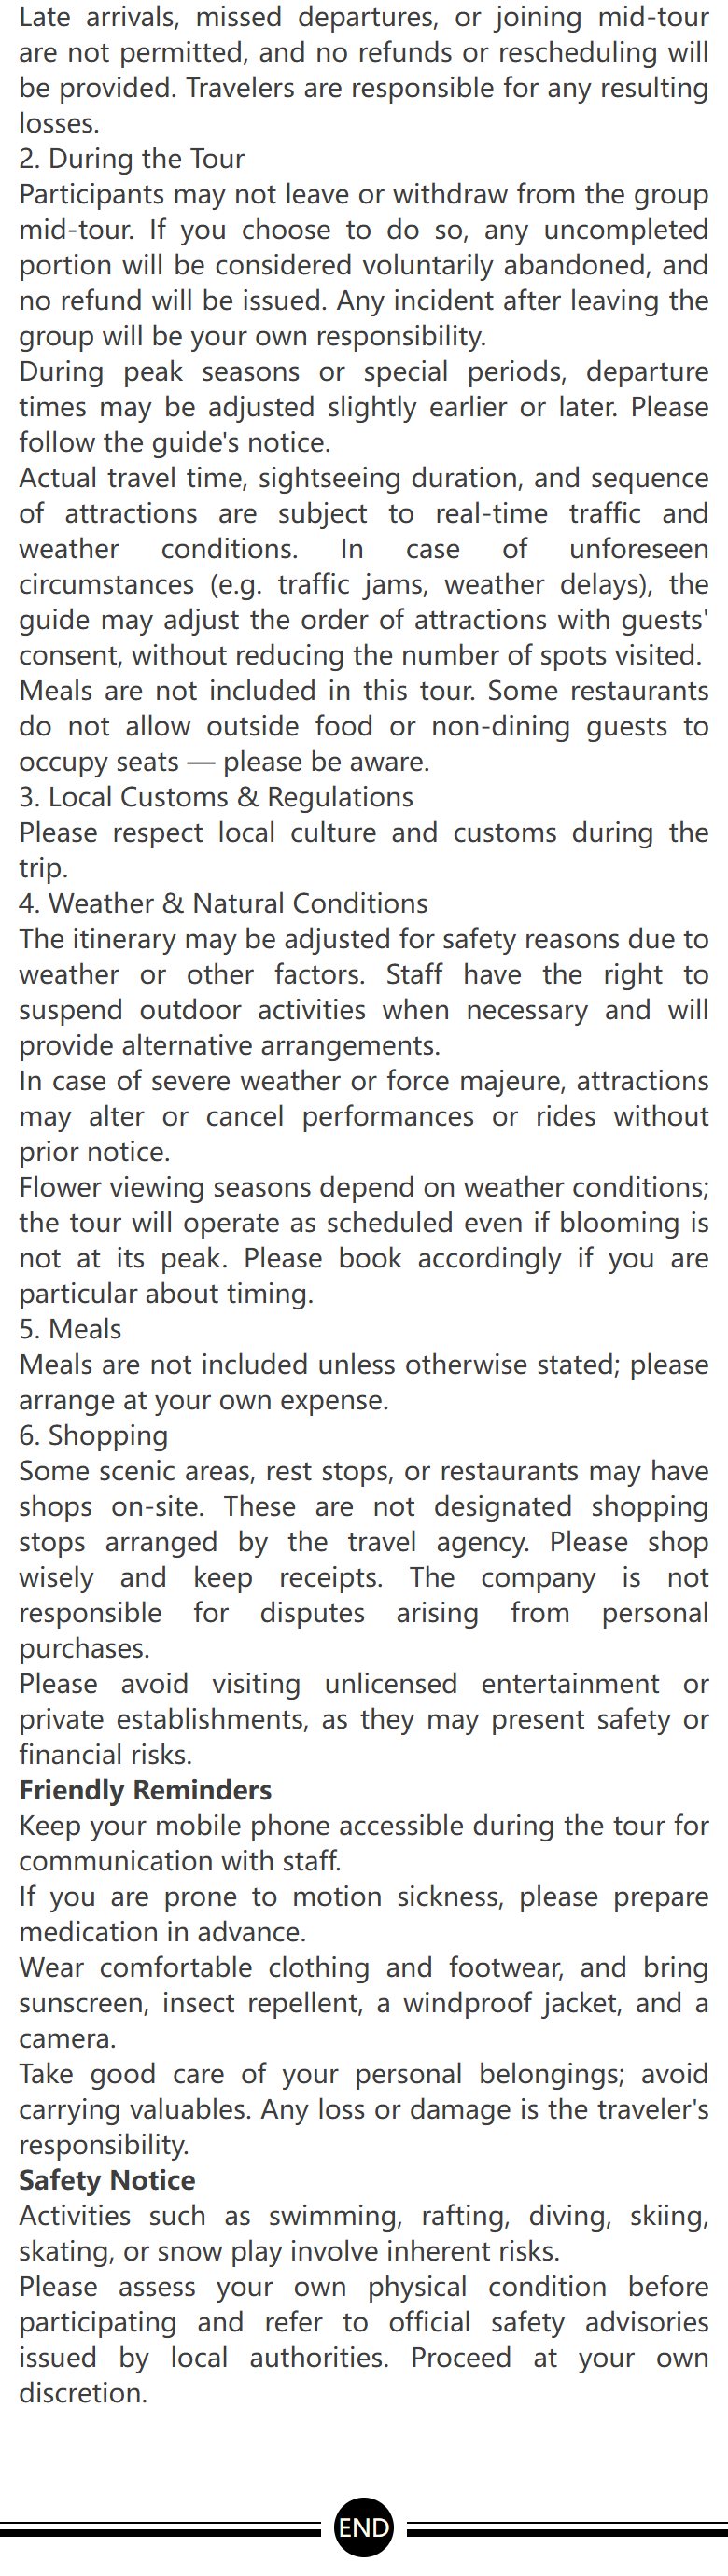 Late arrivals, missed departures, or joining mid-tour
are not permitted, and no refunds or rescheduling will
be provided. Travelers are responsible for any resulting
losses.
2. During the Tour
Participants may not leave or withdraw from the group
mid-tour. If you choose to do so, any uncompleted
portion will be considered voluntarily abandoned, and
no refund will be issued. Any incident after leaving the
group will be your own responsibility.
During peak seasons or special periods, departure
times may be adjusted slightly earlier or later. Please
follow the guide's notice.
Actual travel time, sightseeing duration, and sequence
of attractions are subject to real-time traffic and
weather conditions. In case of unforeseen
circumstances (e.g. traffic jams, weather delays), the
guide may adjust the order of attractions with guests'
consent, without reducing the number of spots visited.
Meals are not included in this tour. Some restaurants
do not allow outside food or non-dining guests to
occupy seats — please be aware.
3. Local Customs & Regulations
Please respect local culture and customs during the
trip.
4. Weather & Natural Conditions
The itinerary may be adjusted for safety reasons due to
weather or other factors. Staff have the right to
suspend outdoor activities when necessary and will
provide alternative arrangements.
In case of severe weather or force majeure, attractions
may alter or cancel performances or rides without
prior notice.
Flower viewing seasons depend on weather conditions;
the tour will operate as scheduled even if blooming is
not at its peak. Please book accordingly if you are
particular about timing.
5. Meals
Meals are not included unless otherwise stated; please
arrange at your own expense.
6. Shopping
Some scenic areas, rest stops, or restaurants may have
shops on-site. These are not designated shopping
stops arranged by the travel agency. Please shop
wisely and keep receipts. The company is not
responsible for disputes arising from personal
purchases.
Please avoid visiting unlicensed entertainment or
private establishments, as they may present safety or
financial risks.
Friendly Reminders
Keep your mobile phone accessible during the tour for
communication with staff.
If you are prone to motion sickness, please prepare
medication in advance.
Wear comfortable clothing and footwear, and bring
sunscreen, insect repellent, a windproof jacket, and a
camera.
Take good care of your personal belongings; avoid
carrying valuables. Any loss or damage is the traveler's
responsibility.
Safety Notice
Activities such as swimming, rafting, diving, skiing,
skating, or snow play involve inherent risks.
Please assess your own physical condition before
participating and refer to official safety advisories
issued by local authorities. Proceed at your own
discretion.
END